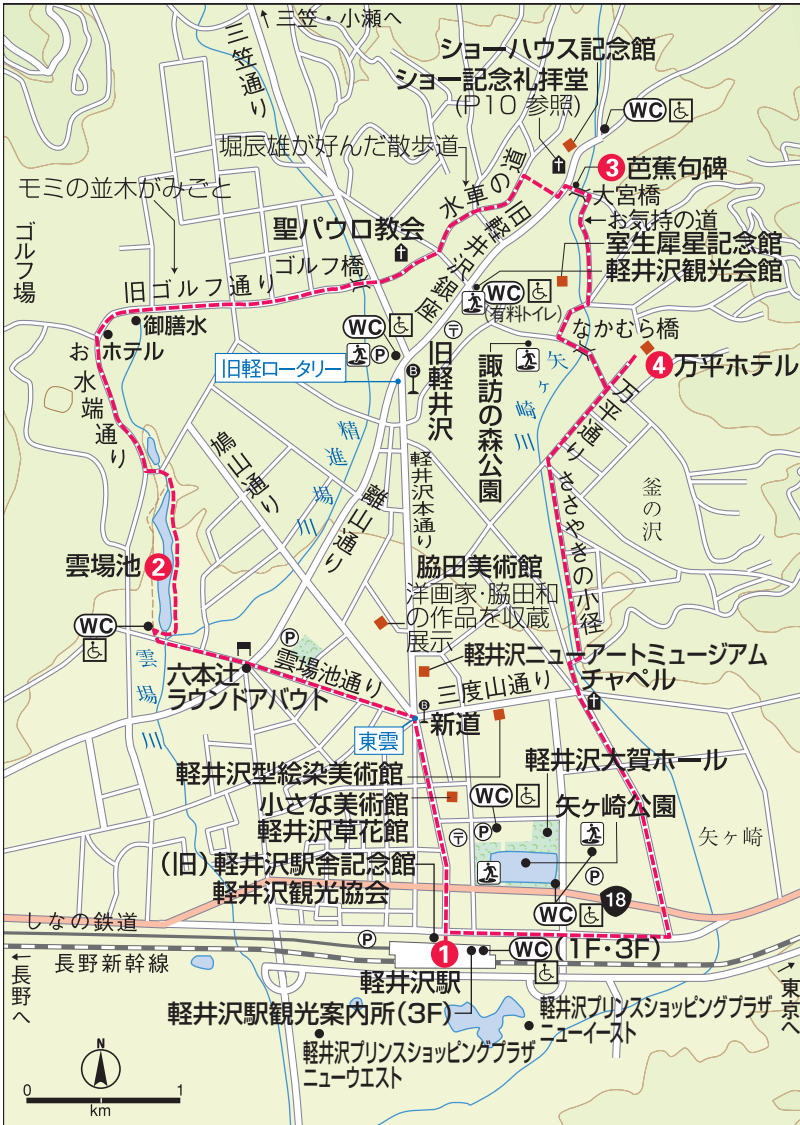 三笠・小瀬へ
三笠通り
ショーハウス記念館
ショー記念礼拝堂
(P10 参照)
WC
堀辰雄が好んだ散歩道
水車の道
3 芭蕉句碑
大宮橋
お気持の道
モミの並木がみごと
聖パウロ教会
旧軽井沢銀座
室生犀星記念館
軽井沢観光会館
ゴルフ場
ゴルフ橋
旧ゴルフ通り
WC
(有料トイレ)
御膳水
ホテル
WC
P
〒
なかむら橋
お水端通り
旧軽ロータリー
B
旧軽井沢
諏訪の森公園
矢ヶ崎川
4 万平ホテル
万平通り
鳩山通り
精進場川
離山通り
軽井沢本通り
ささやきの小径
釜の沢
雲場池 2
脇田美術館
洋画家・脇田和
の作品を収蔵
展示
WC
雲場川
P
六本辻
ラウンドアバウト
雲場池通り
軽井沢ニューアートミュージアム
三度山通り
チャペル
B
新道
東雲
軽井沢型絵染美術館
軽井沢大賀ホール
小さな美術館
軽井沢草花館
WC
矢ヶ崎公園
〒
P
矢ヶ崎
(旧)軽井沢駅舎記念館
軽井沢観光協会
P
WC
18
しなの鉄道
P
1
WC (1F・3F)
長野新幹線
長野へ
軽井沢駅
東京へ
軽井沢駅観光案内所(3F)
軽井沢プリンスショッピングプラザ
ニューイースト
軽井沢プリンスショッピングプラザ
ニューウエスト
N
0 1
km